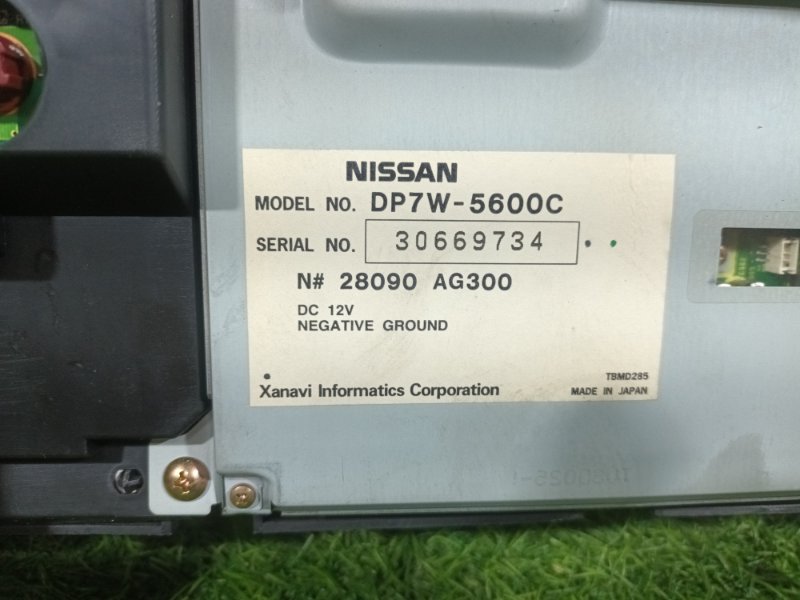 NISSAN
MODEL NO. DP7W-5600C
SERIAL NO. 30669734
N# 28090 AG300
DC 12V
NEGATIVE GROUND
TBMD285
Xanavi Informatics Corporation MADE IN JAPAN